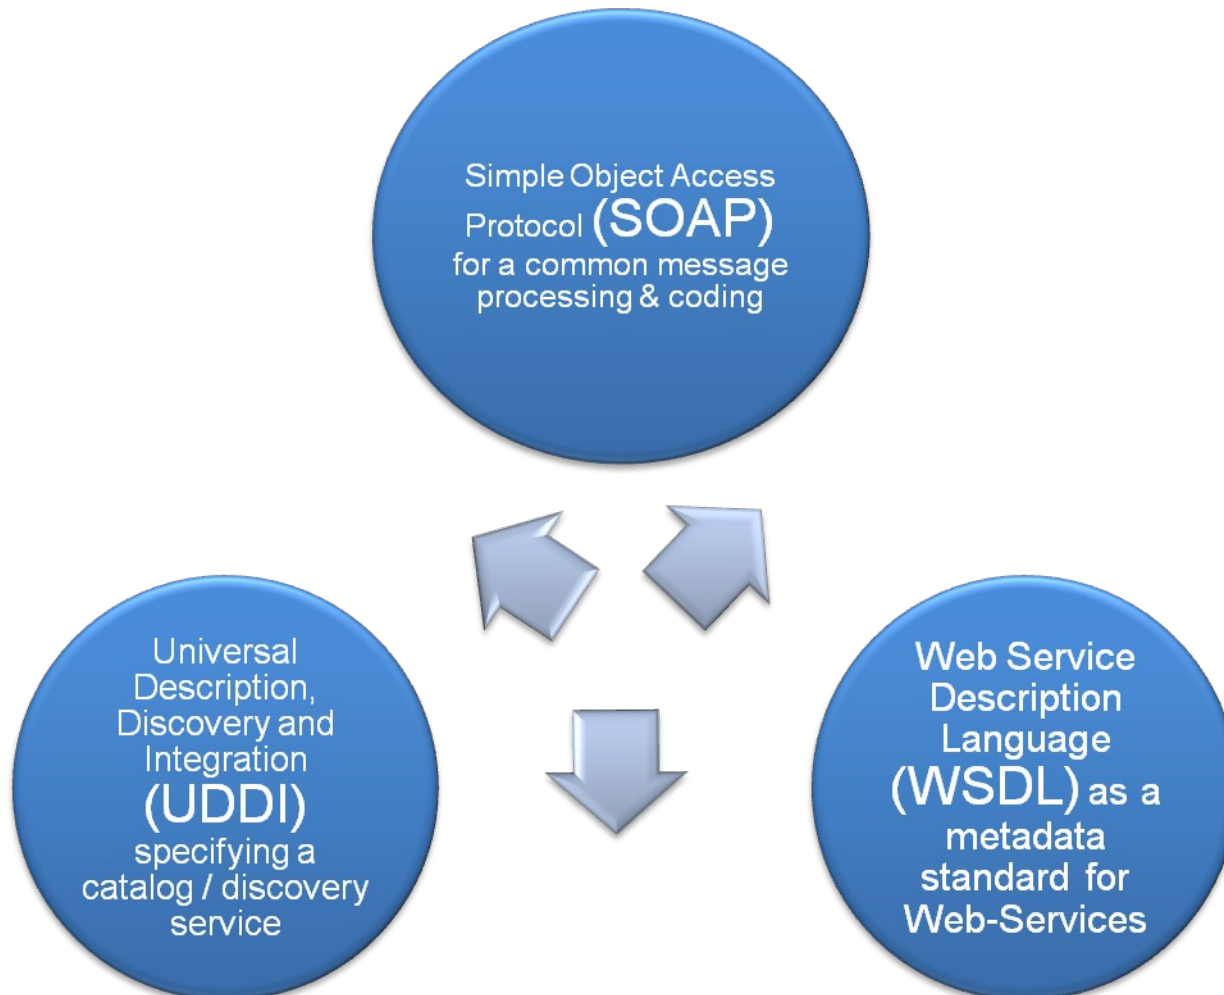 Simple Object Access
Protocol (SOAP)
for a common message
processing & coding
Universal
Description,
Discovery and
Integration
(UDDI)
specifying a
catalog / discovery
service
Web Service
Description
Language
(WSDL) as a
metadata
standard for
Web-Services